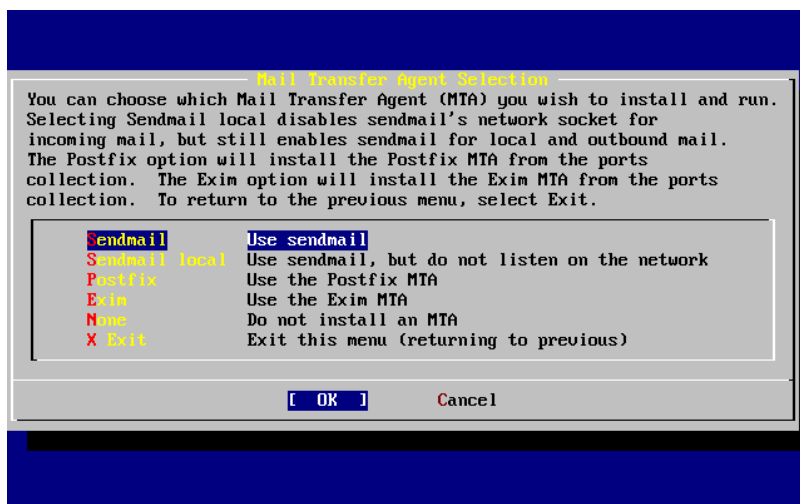 Mail Transfer Agent Selection
You can choose which Mail Transfer Agent (MTA) you wish to install and run.
Selecting Sendmail local disables sendmail's network socket for
incoming mail, but still enables sendmail for local and outbound mail.
The Postfix option will install the Postfix MTA from the ports
collection.  The Exim option will install the Exim MTA from the ports
collection.  To return to the previous menu, select Exit.
Sendmail Use sendmail
Sendmail local Use sendmail, but do not listen on the network
Postfix Use the Postfix MTA
Exim Use the Exim MTA
None Do not install an MTA
X Exit Exit this menu (returning to previous)
[ OK ] Cancel